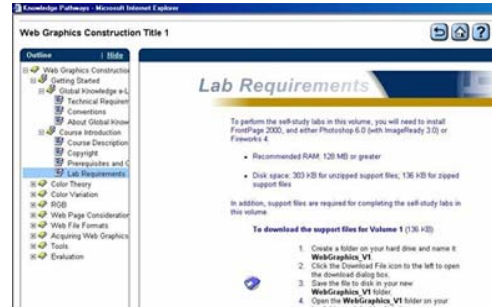 Knowledge Pathways - Microsoft Internet Explorer
Web Graphics Construction Title 1
Outline | Hide
Web Graphics Constructio
Getting Started
Global Knowledge e-L
Technical Requirem
Conventions
About Global Know
Course Introduction
Course Description
Copyright
Prerequisites and C
Lab Requirements
Color Theory
Color Variation
RGB
Web Page Consideration
Web File Formats
Acquiring Web Graphics
Tools
Evaluation
Lab Requirements
To perform the self-study labs in this volume, you will need to install
FrontPage 2000, and either Photoshop 6.0 (with ImageReady 3.0) or
Fireworks 4.
• Recommended RAM: 128 MB or greater
• Disk space: 303 KB for unzipped support files; 136 KB for zipped
support files
In addition, support files are required for completing the self-study labs in
this volume.
To download the support files for Volume 1 (136 KB)
1. Create a folder on your hard drive and name it
WebGraphics_V1.
2. Click the Download File icon to the left to open
the download dialog box.
3. Save the file to disk in your new
WebGraphics_V1 folder.
4. Open the WebGraphics_V1 folder on your